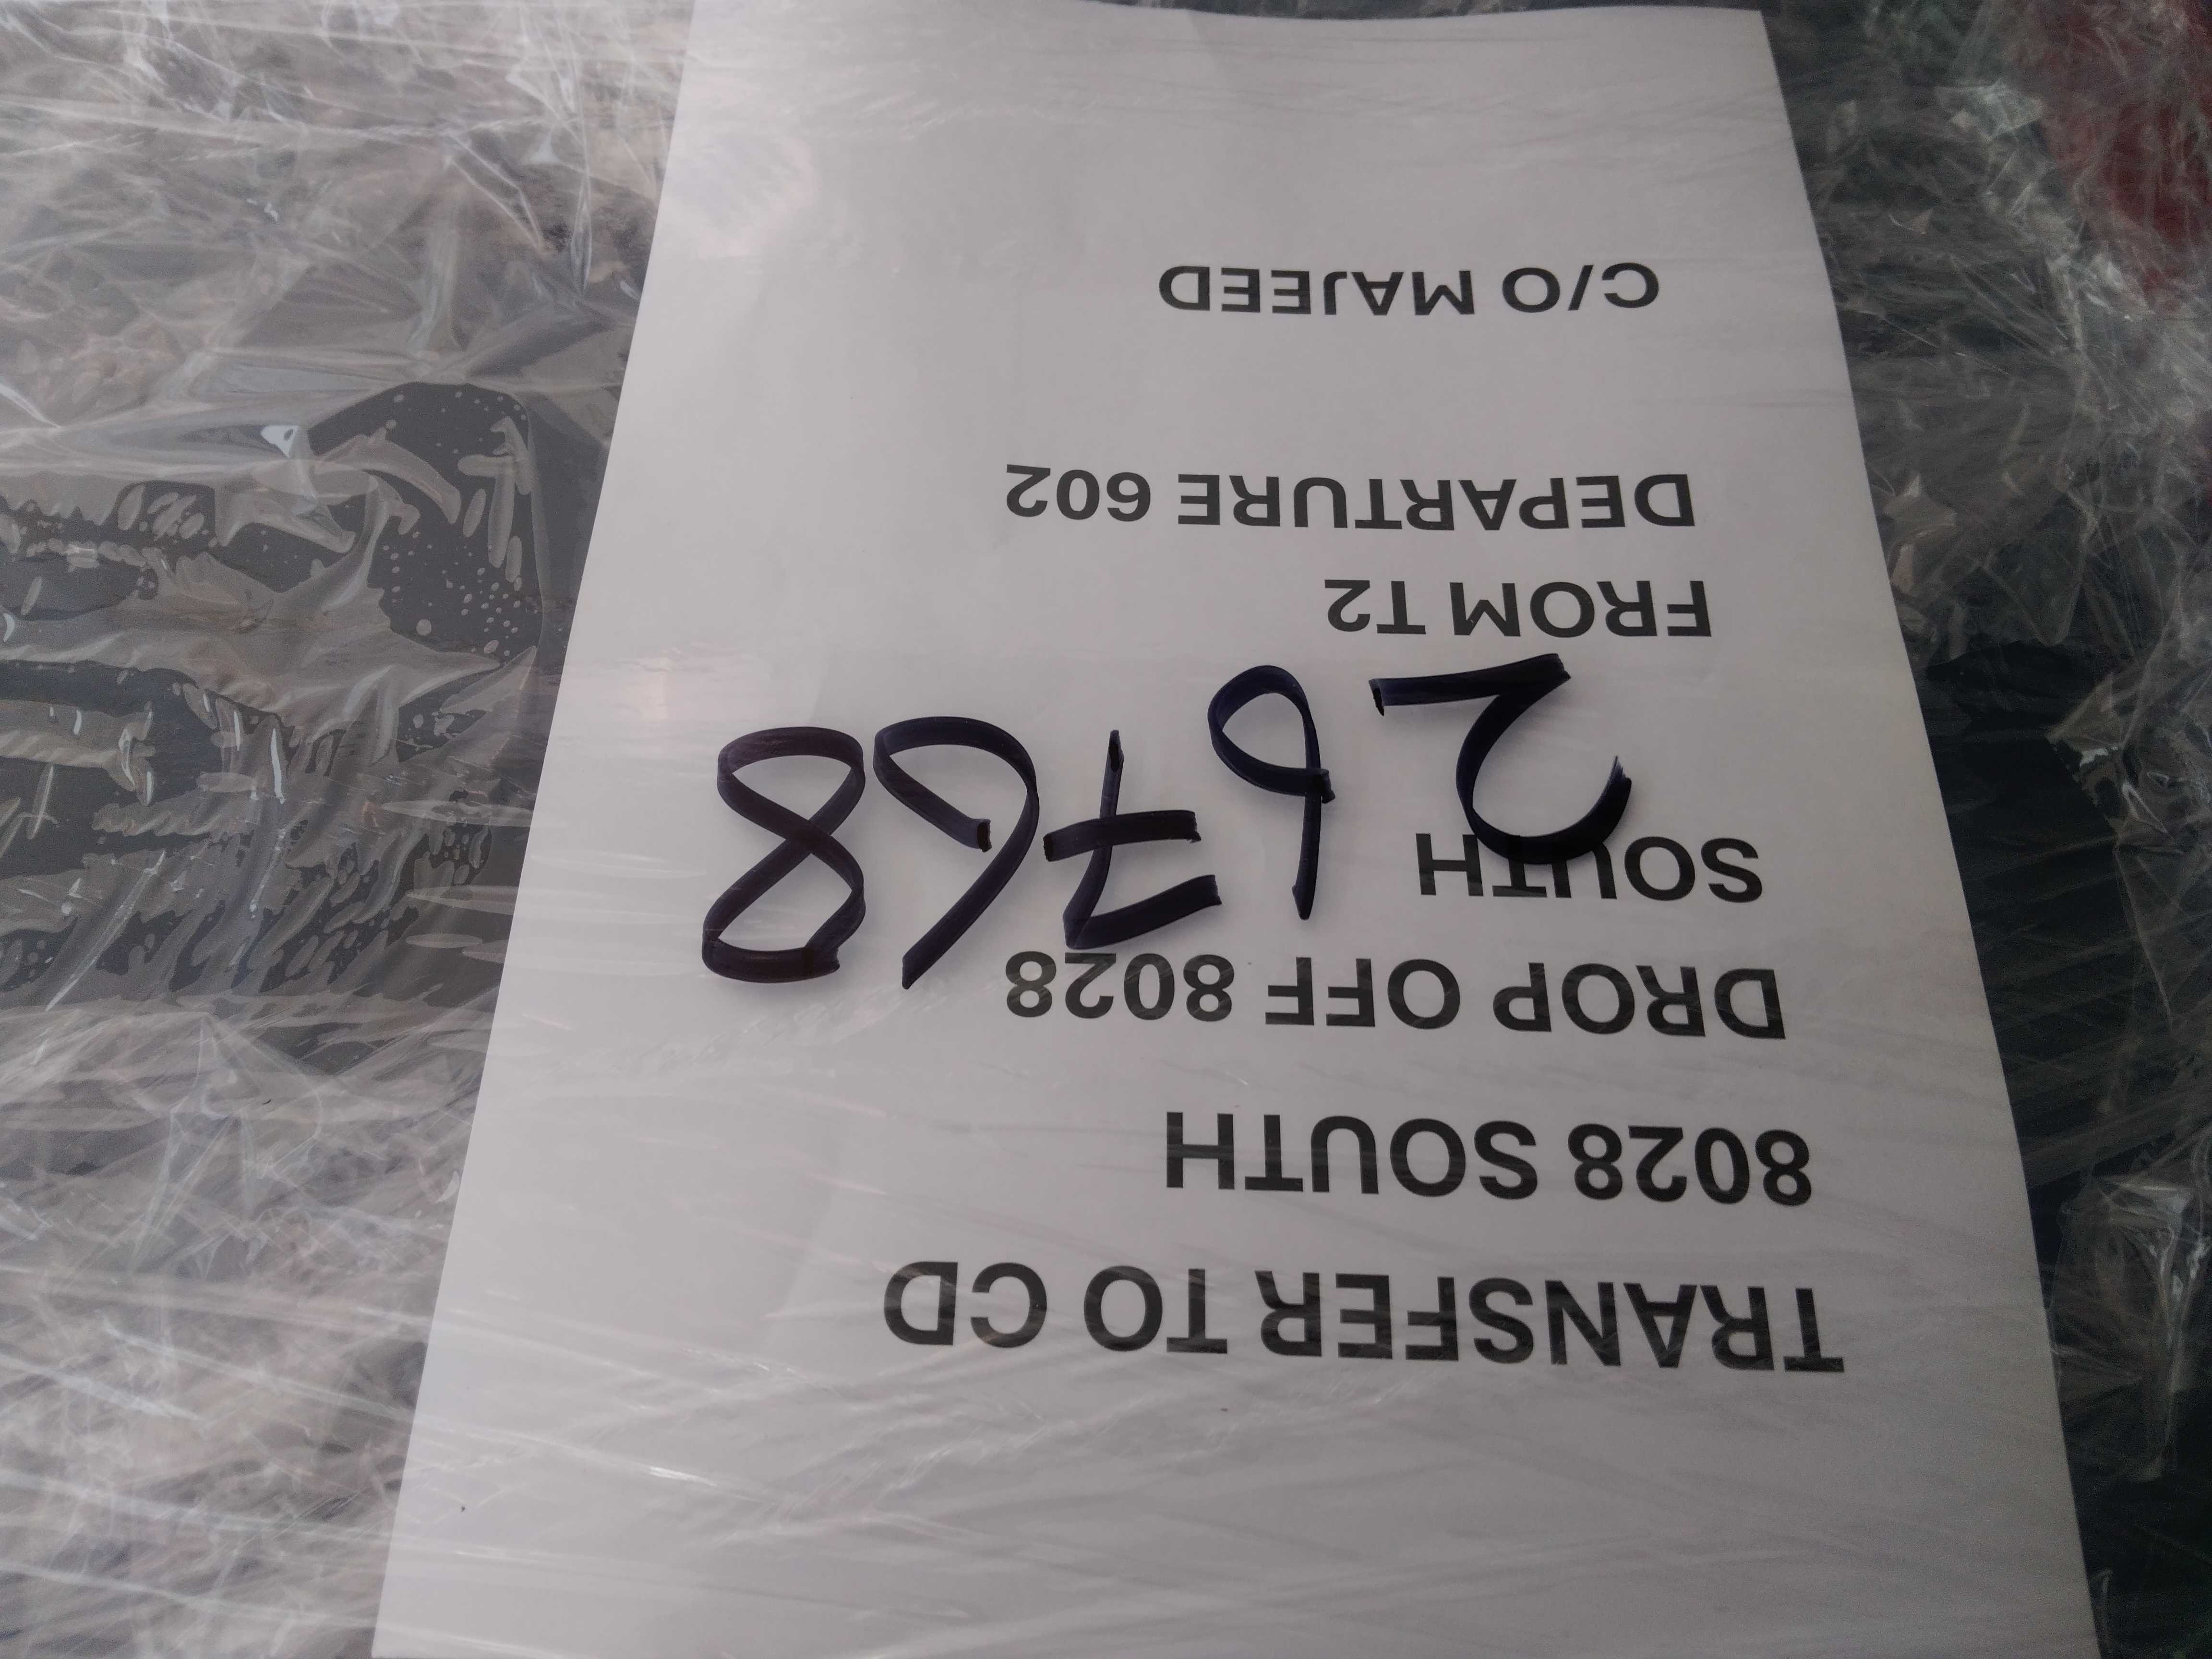 TRANSFER TO CD
8028 SOUTH
DROP OFF 8028
SOUTH
26768
FROM T2
DEPARTURE 602
C/O MAJEED